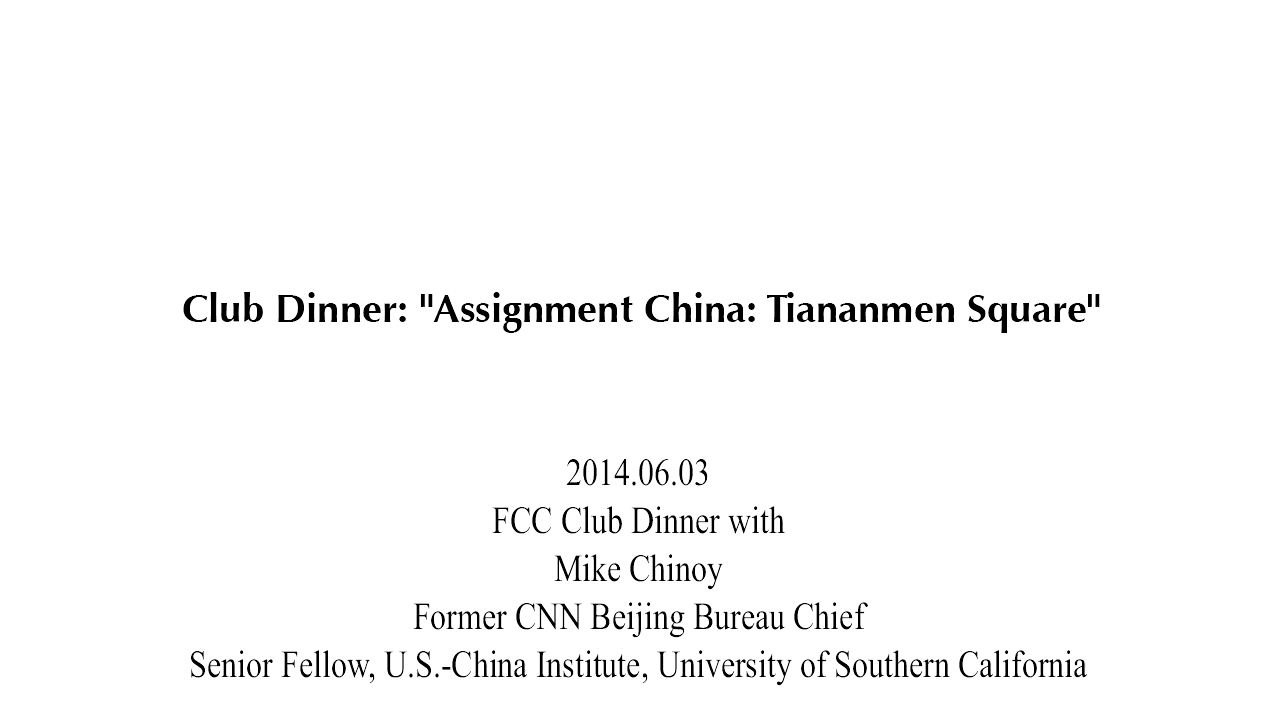 Club Dinner: "Assignment China: Tiananmen Square"
2014.06.03
FCC Club Dinner with
Mike Chinoy
Former CNN Beijing Bureau Chief
Senior Fellow, U.S.-China Institute, University of Southern California